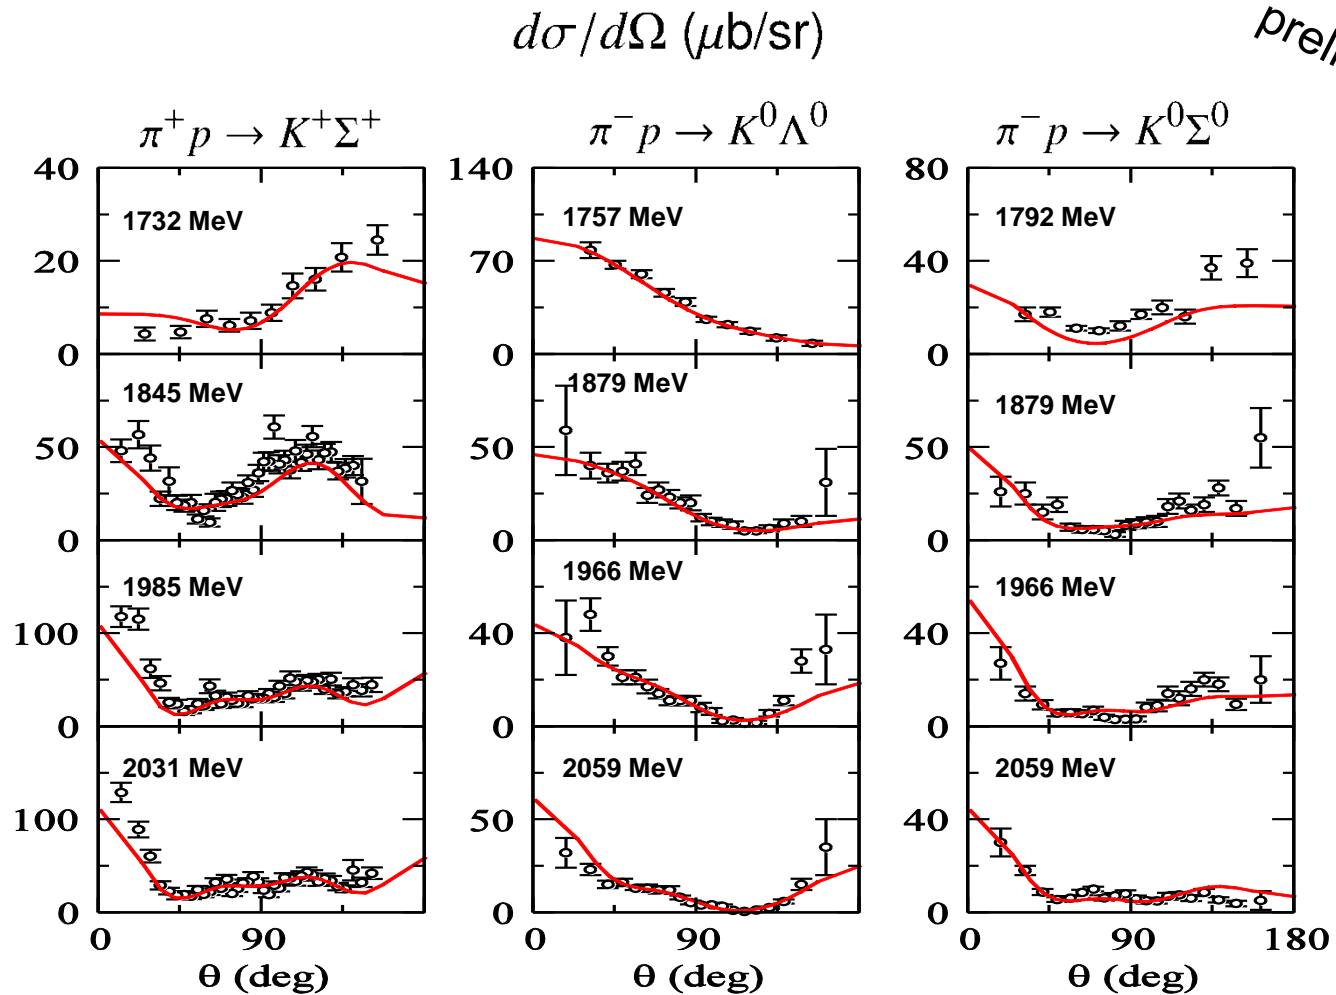 dσ/dΩ (μb/sr)
π⁺p → K⁺Σ⁺
π⁻p → K⁰Λ⁰
π⁻p → K⁰Σ⁰
40 1732 MeV 140 1757 MeV 80 1792 MeV
20 70 40
0 0 0
1845 MeV 1879 MeV 1879 MeV
50 50 50
0 0 0
1985 MeV 1966 MeV 1966 MeV
100 40 40
0 0 0
2031 MeV 2059 MeV 2059 MeV
100 50 40
0 0 0
0 90 0 90 0 90 180
θ (deg) θ (deg) θ (deg)